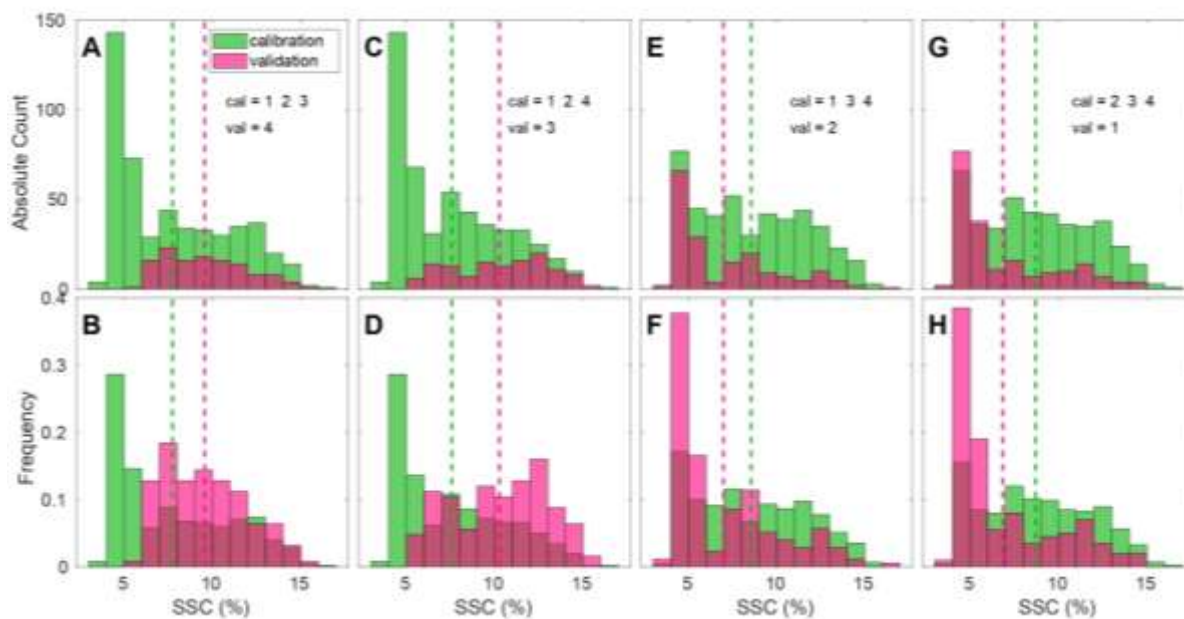 150
100
50
0
Absolute Count
A
calibration
validation
cal = 1 2 3
val = 4
C
cal = 1 2 4
val = 3
E
cal = 1 3 4
val = 2
G
cal = 2 3 4
val = 1
0.4
0.3
0.2
0.1
0
Frequency
B
D
F
H
5 10 15 5 10 15 5 10 15 5 10 15
SSC (%) SSC (%) SSC (%) SSC (%)